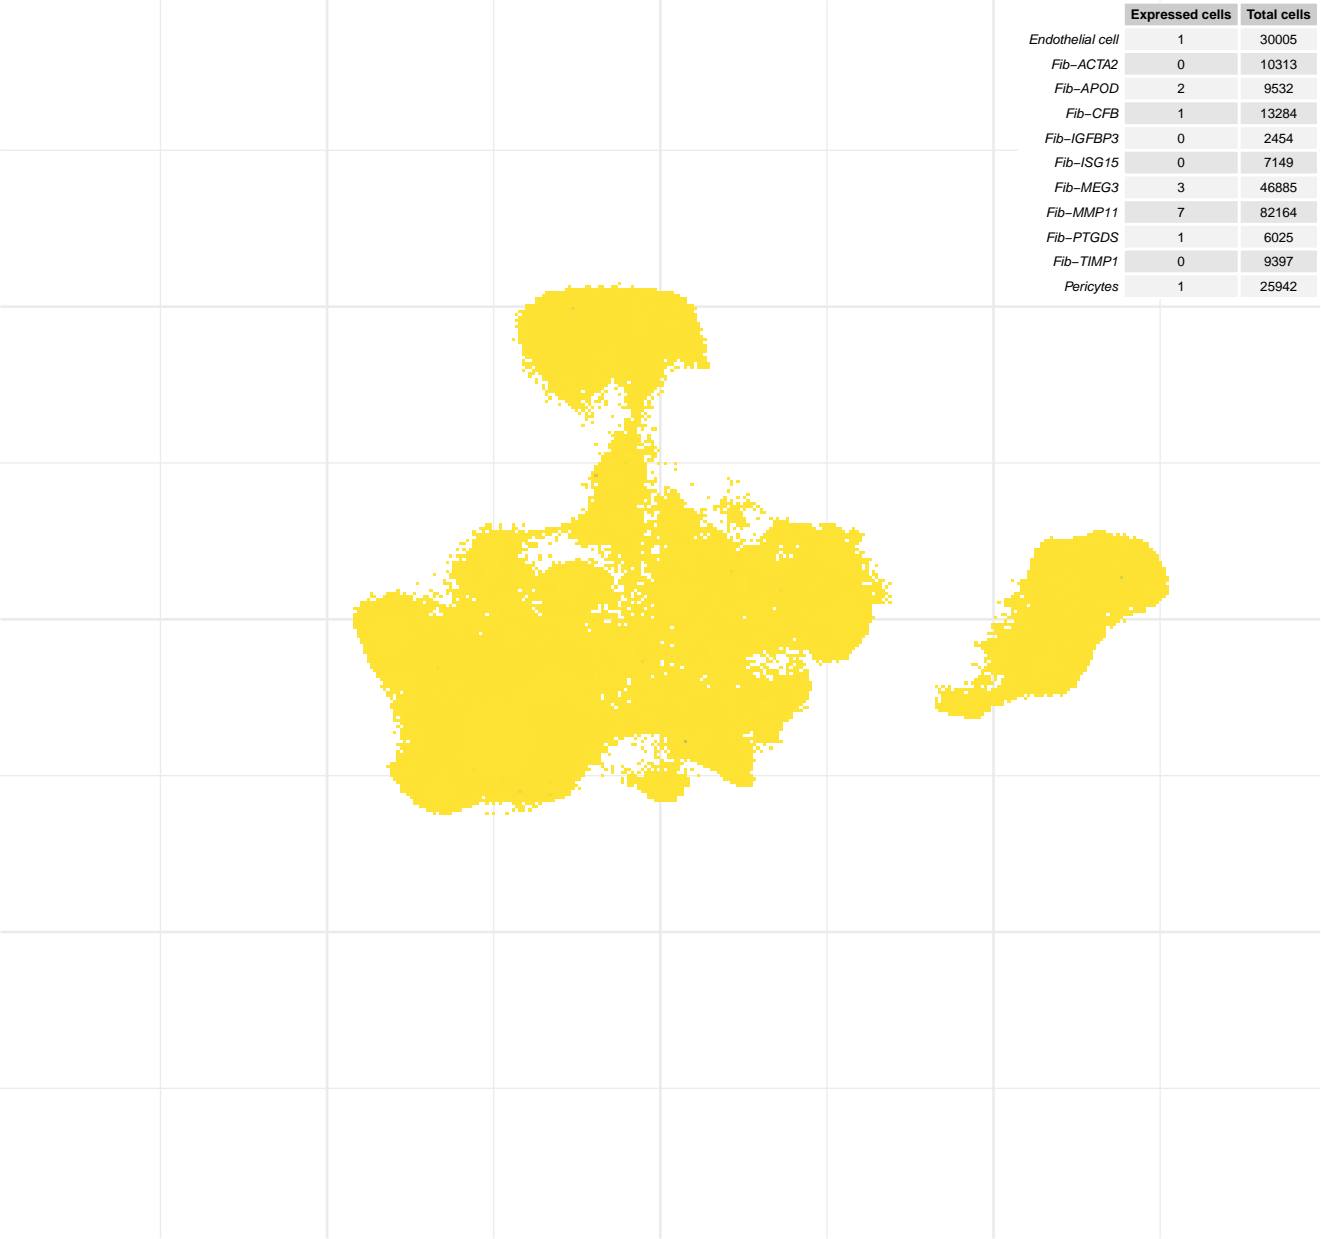 Expressed cells Total cells
Endothelial cell 1 30005
Fib−ACTA2 0 10313
Fib−APOD 2 9532
Fib−CFB 1 13284
Fib−IGFBP3 0 2454
Fib−ISG15 0 7149
Fib−MEG3 3 46885
Fib−MMP11 7 82164
Fib−PTGDS 1 6025
Fib−TIMP1 0 9397
Pericytes 1 25942